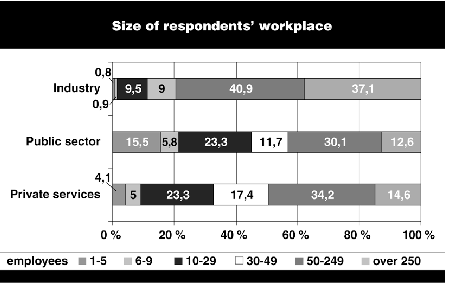 Size of respondents' workplace
0,8
Industry 9,5 9 40,9 37,1
0,9
Public sector 15,5 5,8 23,3 11,7 30,1 12,6
4,1
Private services 5 23,3 17,4 34,2 14,6
0 % 20 % 40 % 60 % 80 % 100 %
employees 1-5 6-9 10-29 30-49 50-249 over 250